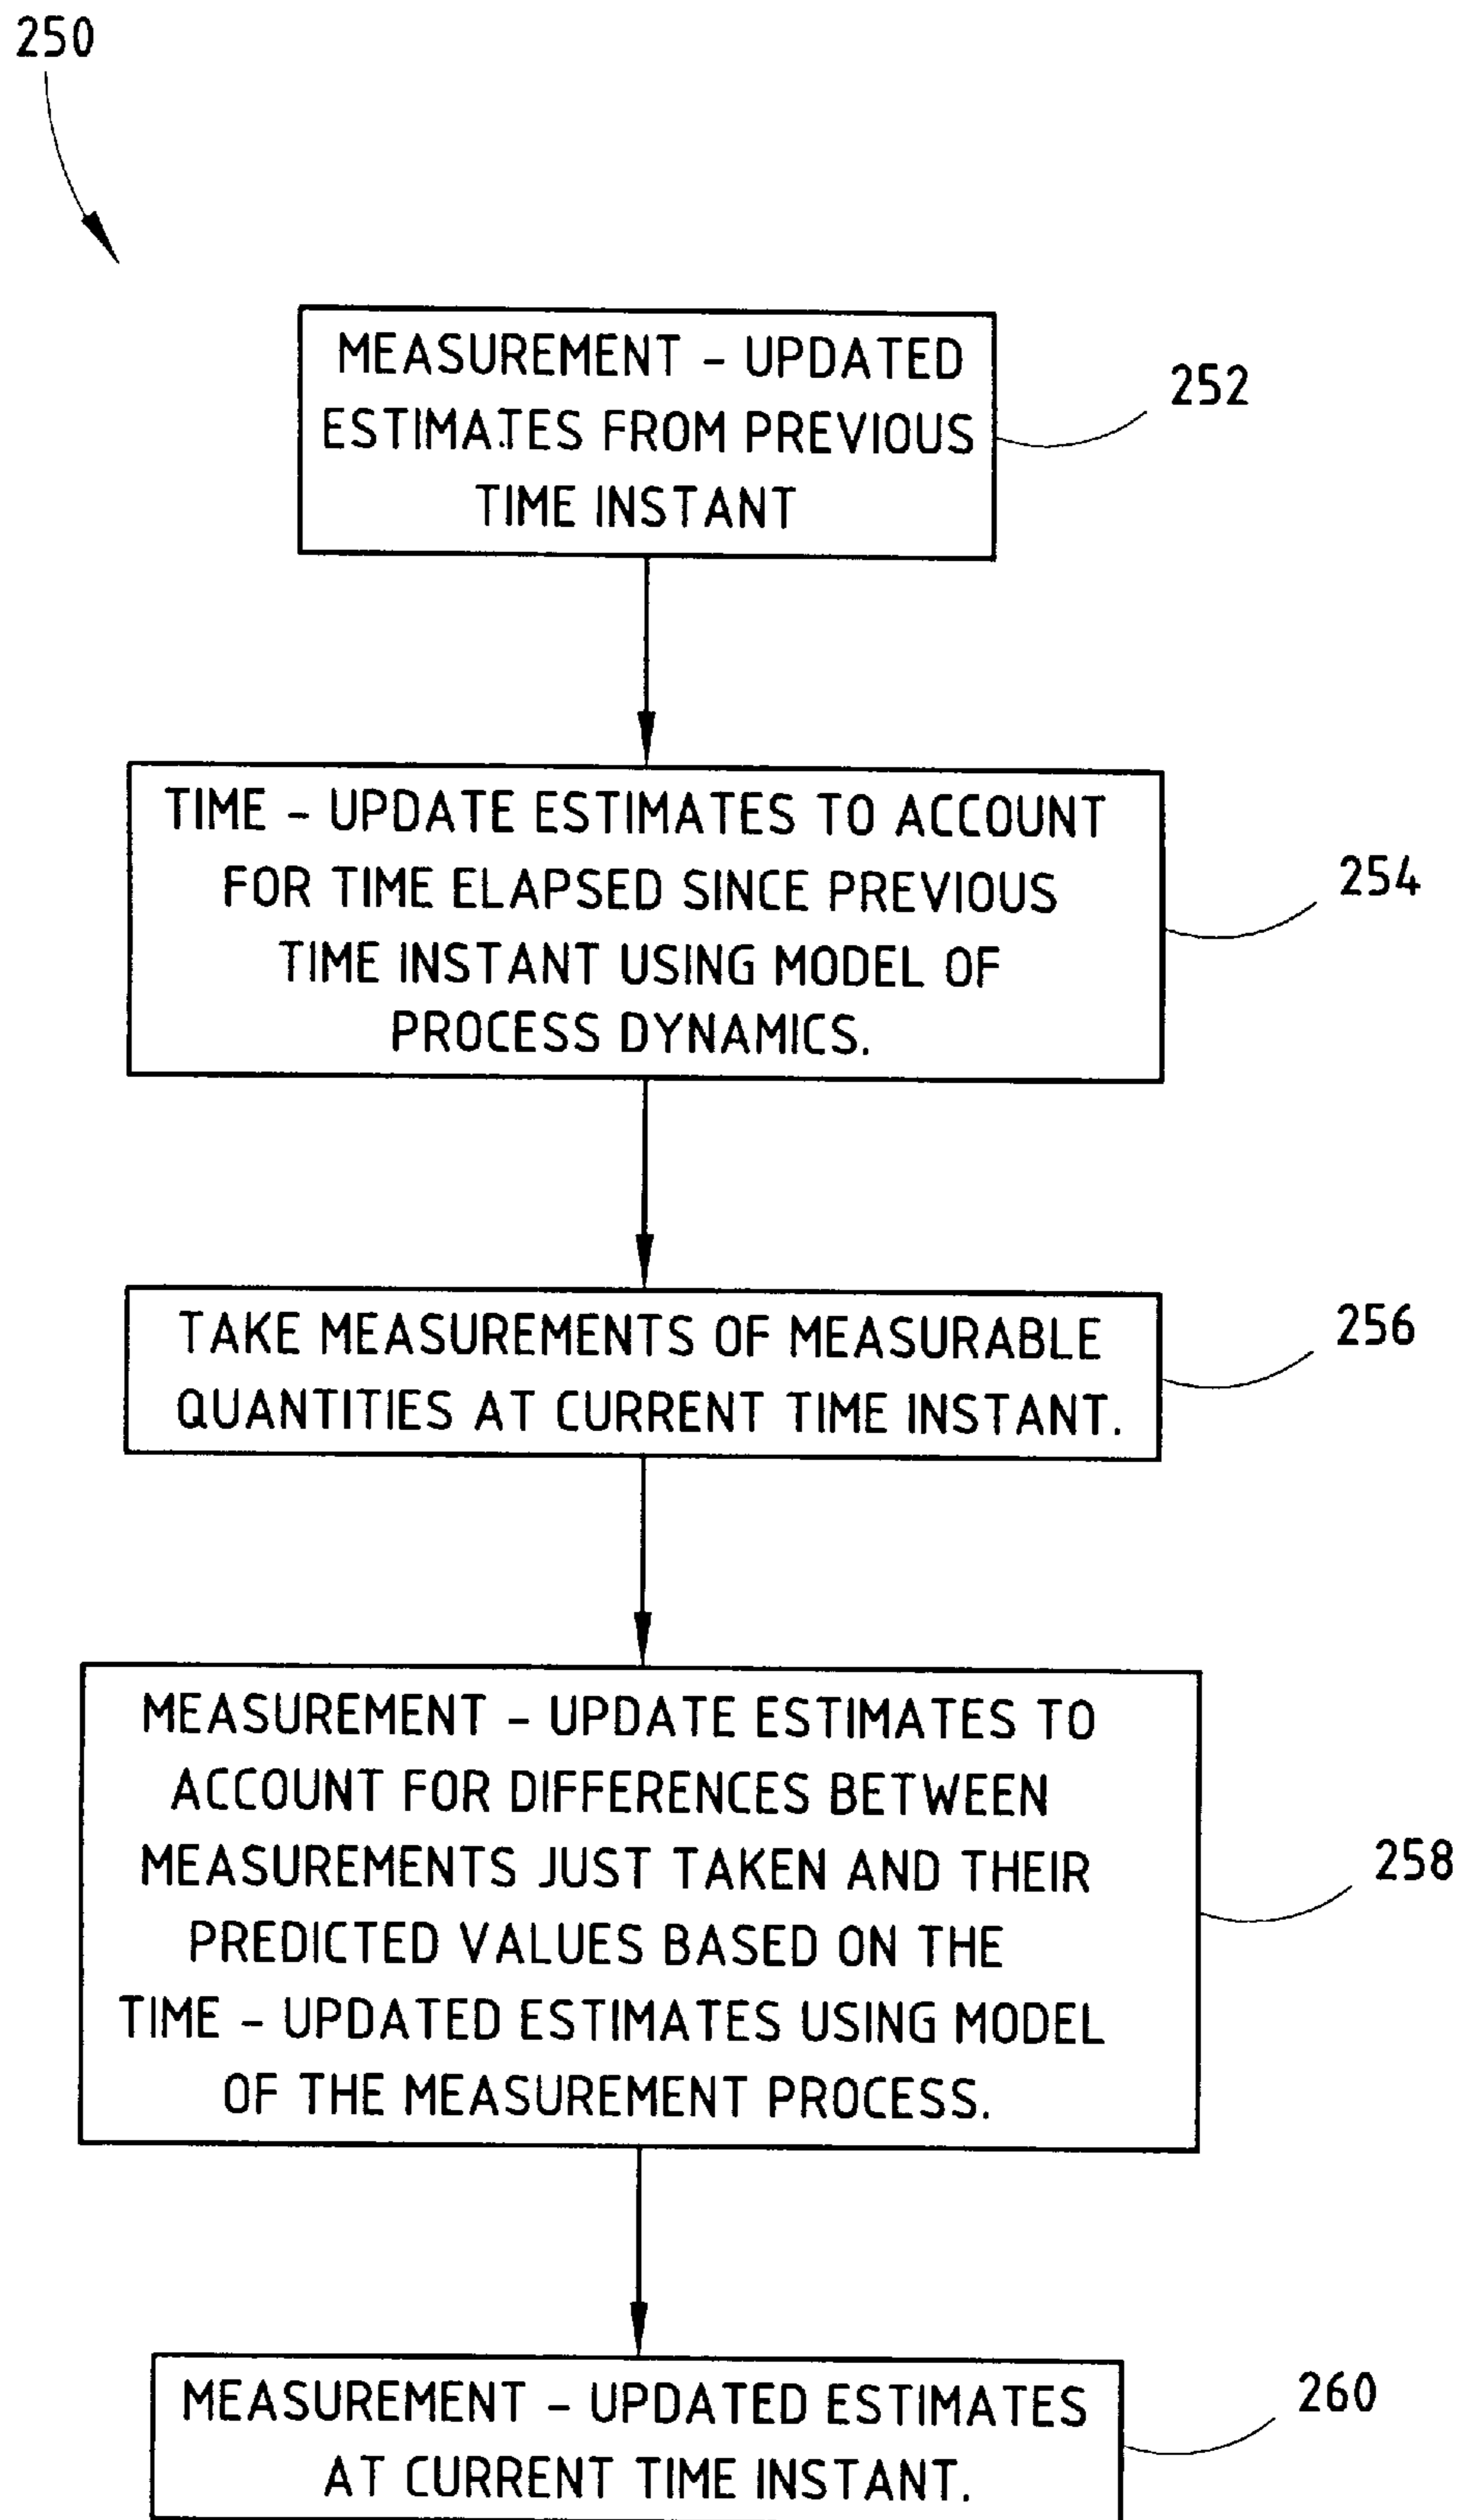 250
MEASUREMENT - UPDATED
ESTIMATES FROM PREVIOUS
TIME INSTANT
252
TIME - UPDATE ESTIMATES TO ACCOUNT
FOR TIME ELAPSED SINCE PREVIOUS
TIME INSTANT USING MODEL OF
PROCESS DYNAMICS.
254
TAKE MEASUREMENTS OF MEASURABLE
QUANTITIES AT CURRENT TIME INSTANT.
256
MEASUREMENT - UPDATE ESTIMATES TO
ACCOUNT FOR DIFFERENCES BETWEEN
MEASUREMENTS JUST TAKEN AND THEIR
PREDICTED VALUES BASED ON THE
TIME - UPDATED ESTIMATES USING MODEL
OF THE MEASUREMENT PROCESS.
258
MEASUREMENT - UPDATED ESTIMATES
AT CURRENT TIME INSTANT.
260